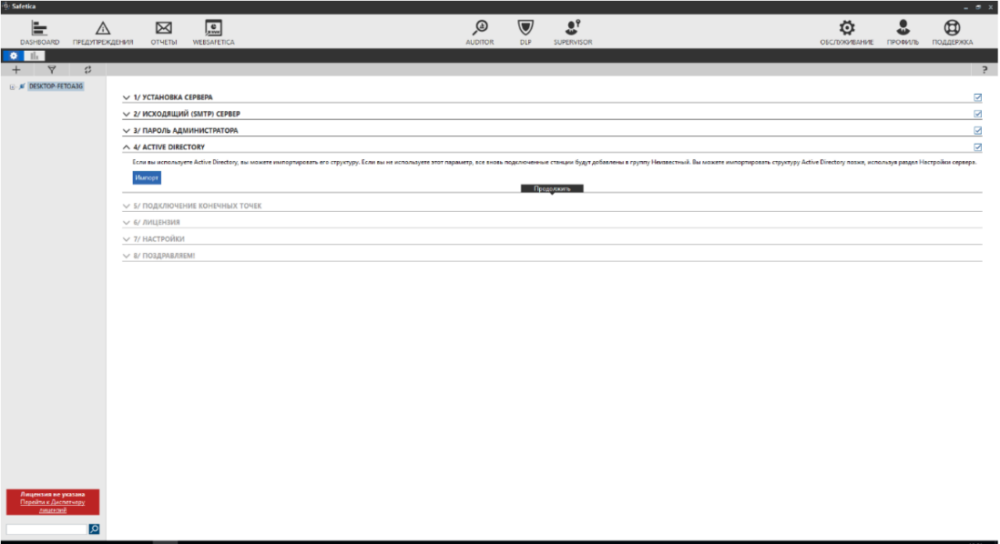 Safetica
DASHBOARD ПРЕДУПРЕЖДЕНИЯ ОТЧЕТЫ WEBSAFETICA AUDITOR DLP SUPERVISOR ОБСЛУЖИВАНИЕ ПРОФИЛЬ ПОДДЕРЖКА
?
DESKTOP-FETOA3G
1/ УСТАНОВКА СЕРВЕРА
2/ ИСХОДЯЩИЙ (SMTP) СЕРВЕР
3/ ПАРОЛЬ АДМИНИСТРАТОРА
4/ ACTIVE DIRECTORY
Если вы используете Active Directory, вы можете импортировать его структуру. Если вы не используете этот параметр, все вновь подключенные станции будут добавлены в группу Неизвестный. Вы можете импортировать структуру Active Directory позже, используя раздел Настройки сервера.
Импорт
Продолжить
5/ ПОДКЛЮЧЕНИЕ КОНЕЧНЫХ ТОЧЕК
6/ ЛИЦЕНЗИЯ
7/ НАСТРОЙКИ
8/ ПОЗДРАВЛЯЕМ!
Лицензия не указана
Перейти к Диспетчеру
лицензий